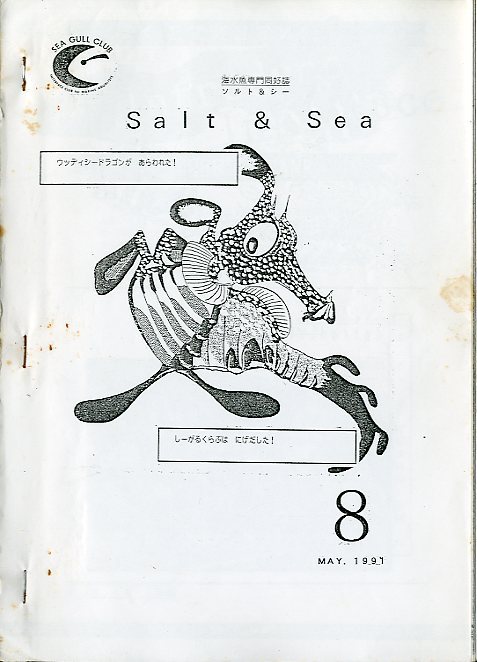 SEA GULL CLUB
海水魚専門同好誌
ソルト＆シー
Salt & Sea
ウッディシードラゴンが　あらわれた！
しーがるくらぶは　にげだした！
8
MAY, 1991